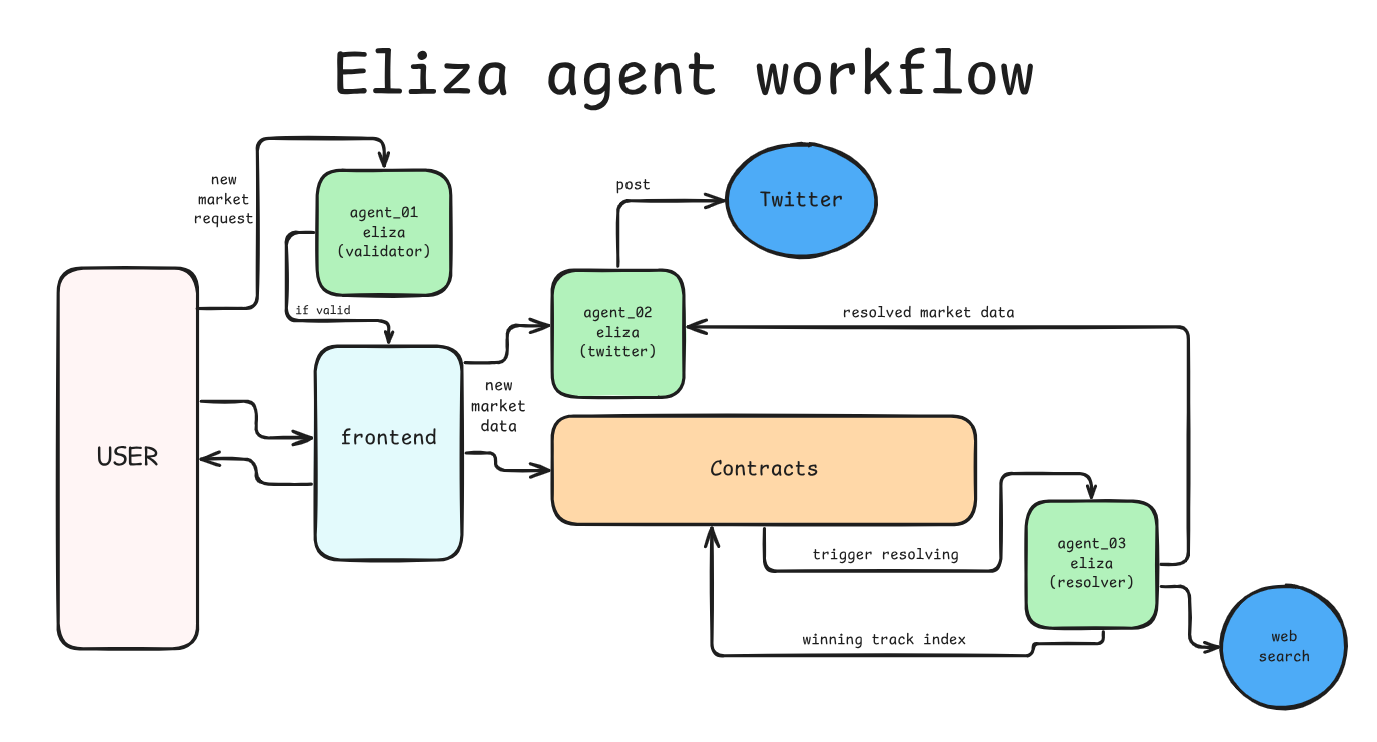 Eliza agent workflow
new
market
request
agent_01
eliza
(validator)
if valid
post
Twitter
agent_02
eliza
(twitter)
resolved market data
USER
frontend
new
market
data
Contracts
trigger resolving
agent_03
eliza
(resolver)
winning track index
web
search